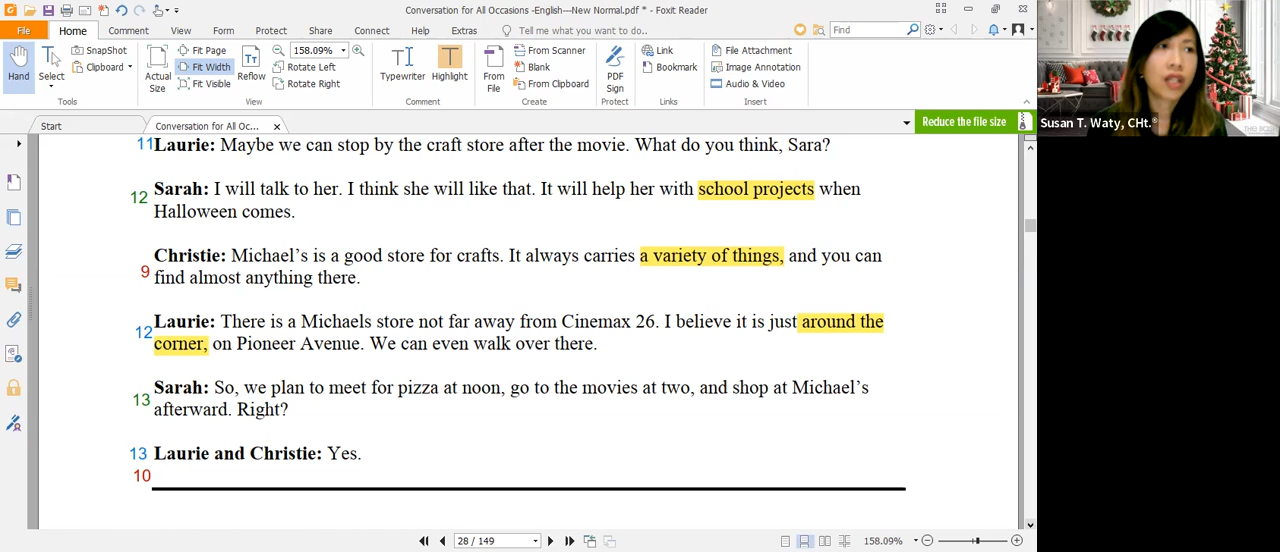 Conversation for All Occasions -English---New Normal.pdf * - Foxit Reader
File Home Comment View Form Protect Share Connect Help Extras Tell me what you want to do.. Find
Hand
Select
SnapShot
Clipboard
Actual Size
Fit Page
Fit Width
Fit Visible
Reflow
158.09%
Rotate Left
Rotate Right
Typewriter
Highlight
From File
From Scanner
Blank
From Clipboard
PDF Sign
Link
Bookmark
File Attachment
Image Annotation
Audio & Video
Tools View Comment Create Protect Links Insert
Start Conversation for All Oc... Reduce the file size
11 Laurie: Maybe we can stop by the craft store after the movie. What do you think, Sara?
12 Sarah: I will talk to her. I think she will like that. It will help her with school projects when
Halloween comes.
Christie: Michael's is a good store for crafts. It always carries a variety of things, and you can
9 find almost anything there.
Laurie: There is a Michaels store not far away from Cinemax 26. I believe it is just around the
12 corner, on Pioneer Avenue. We can even walk over there.
Sarah: So, we plan to meet for pizza at noon, go to the movies at two, and shop at Michael's
13 afterward. Right?
13 Laurie and Christie: Yes.
10
28 / 149
158.09%
Susan T. Waty, CHt.®